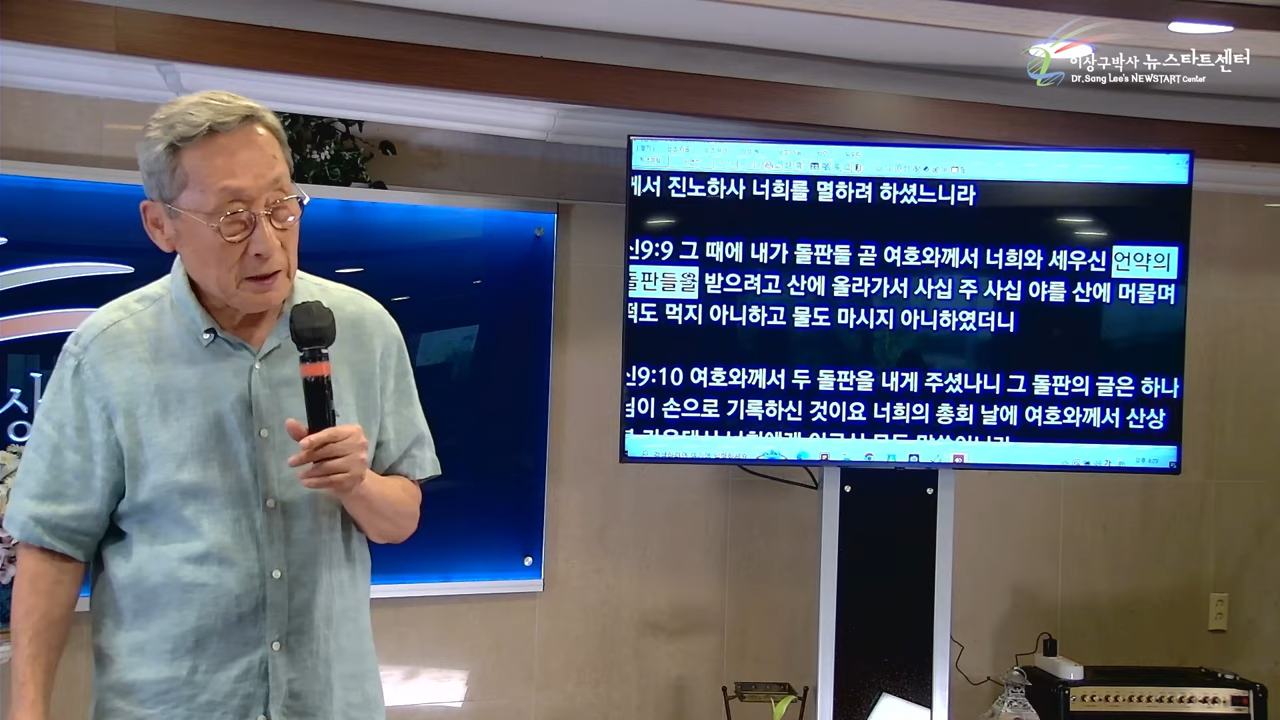 이상구박사 뉴스타트센터
Dr. Sang Lee's NEWSTART Center
께서 진노하사 너희를 멸하려 하셨느니라
신9:9 그 때에 내가 돌판들 곧 여호와께서 너희와 세우신 언약의
돌판들을 받으려고 산에 올라가서 사십 주 사십 야를 산에 머물며
떡도 먹지 아니하고 물도 마시지 아니하였더니
신9:10 여호와께서 두 돌판을 내게 주셨나니 그 돌판의 글은 하나
님이 손으로 기록하신 것이요 너희의 총회 날에 여호와께서 산상
상